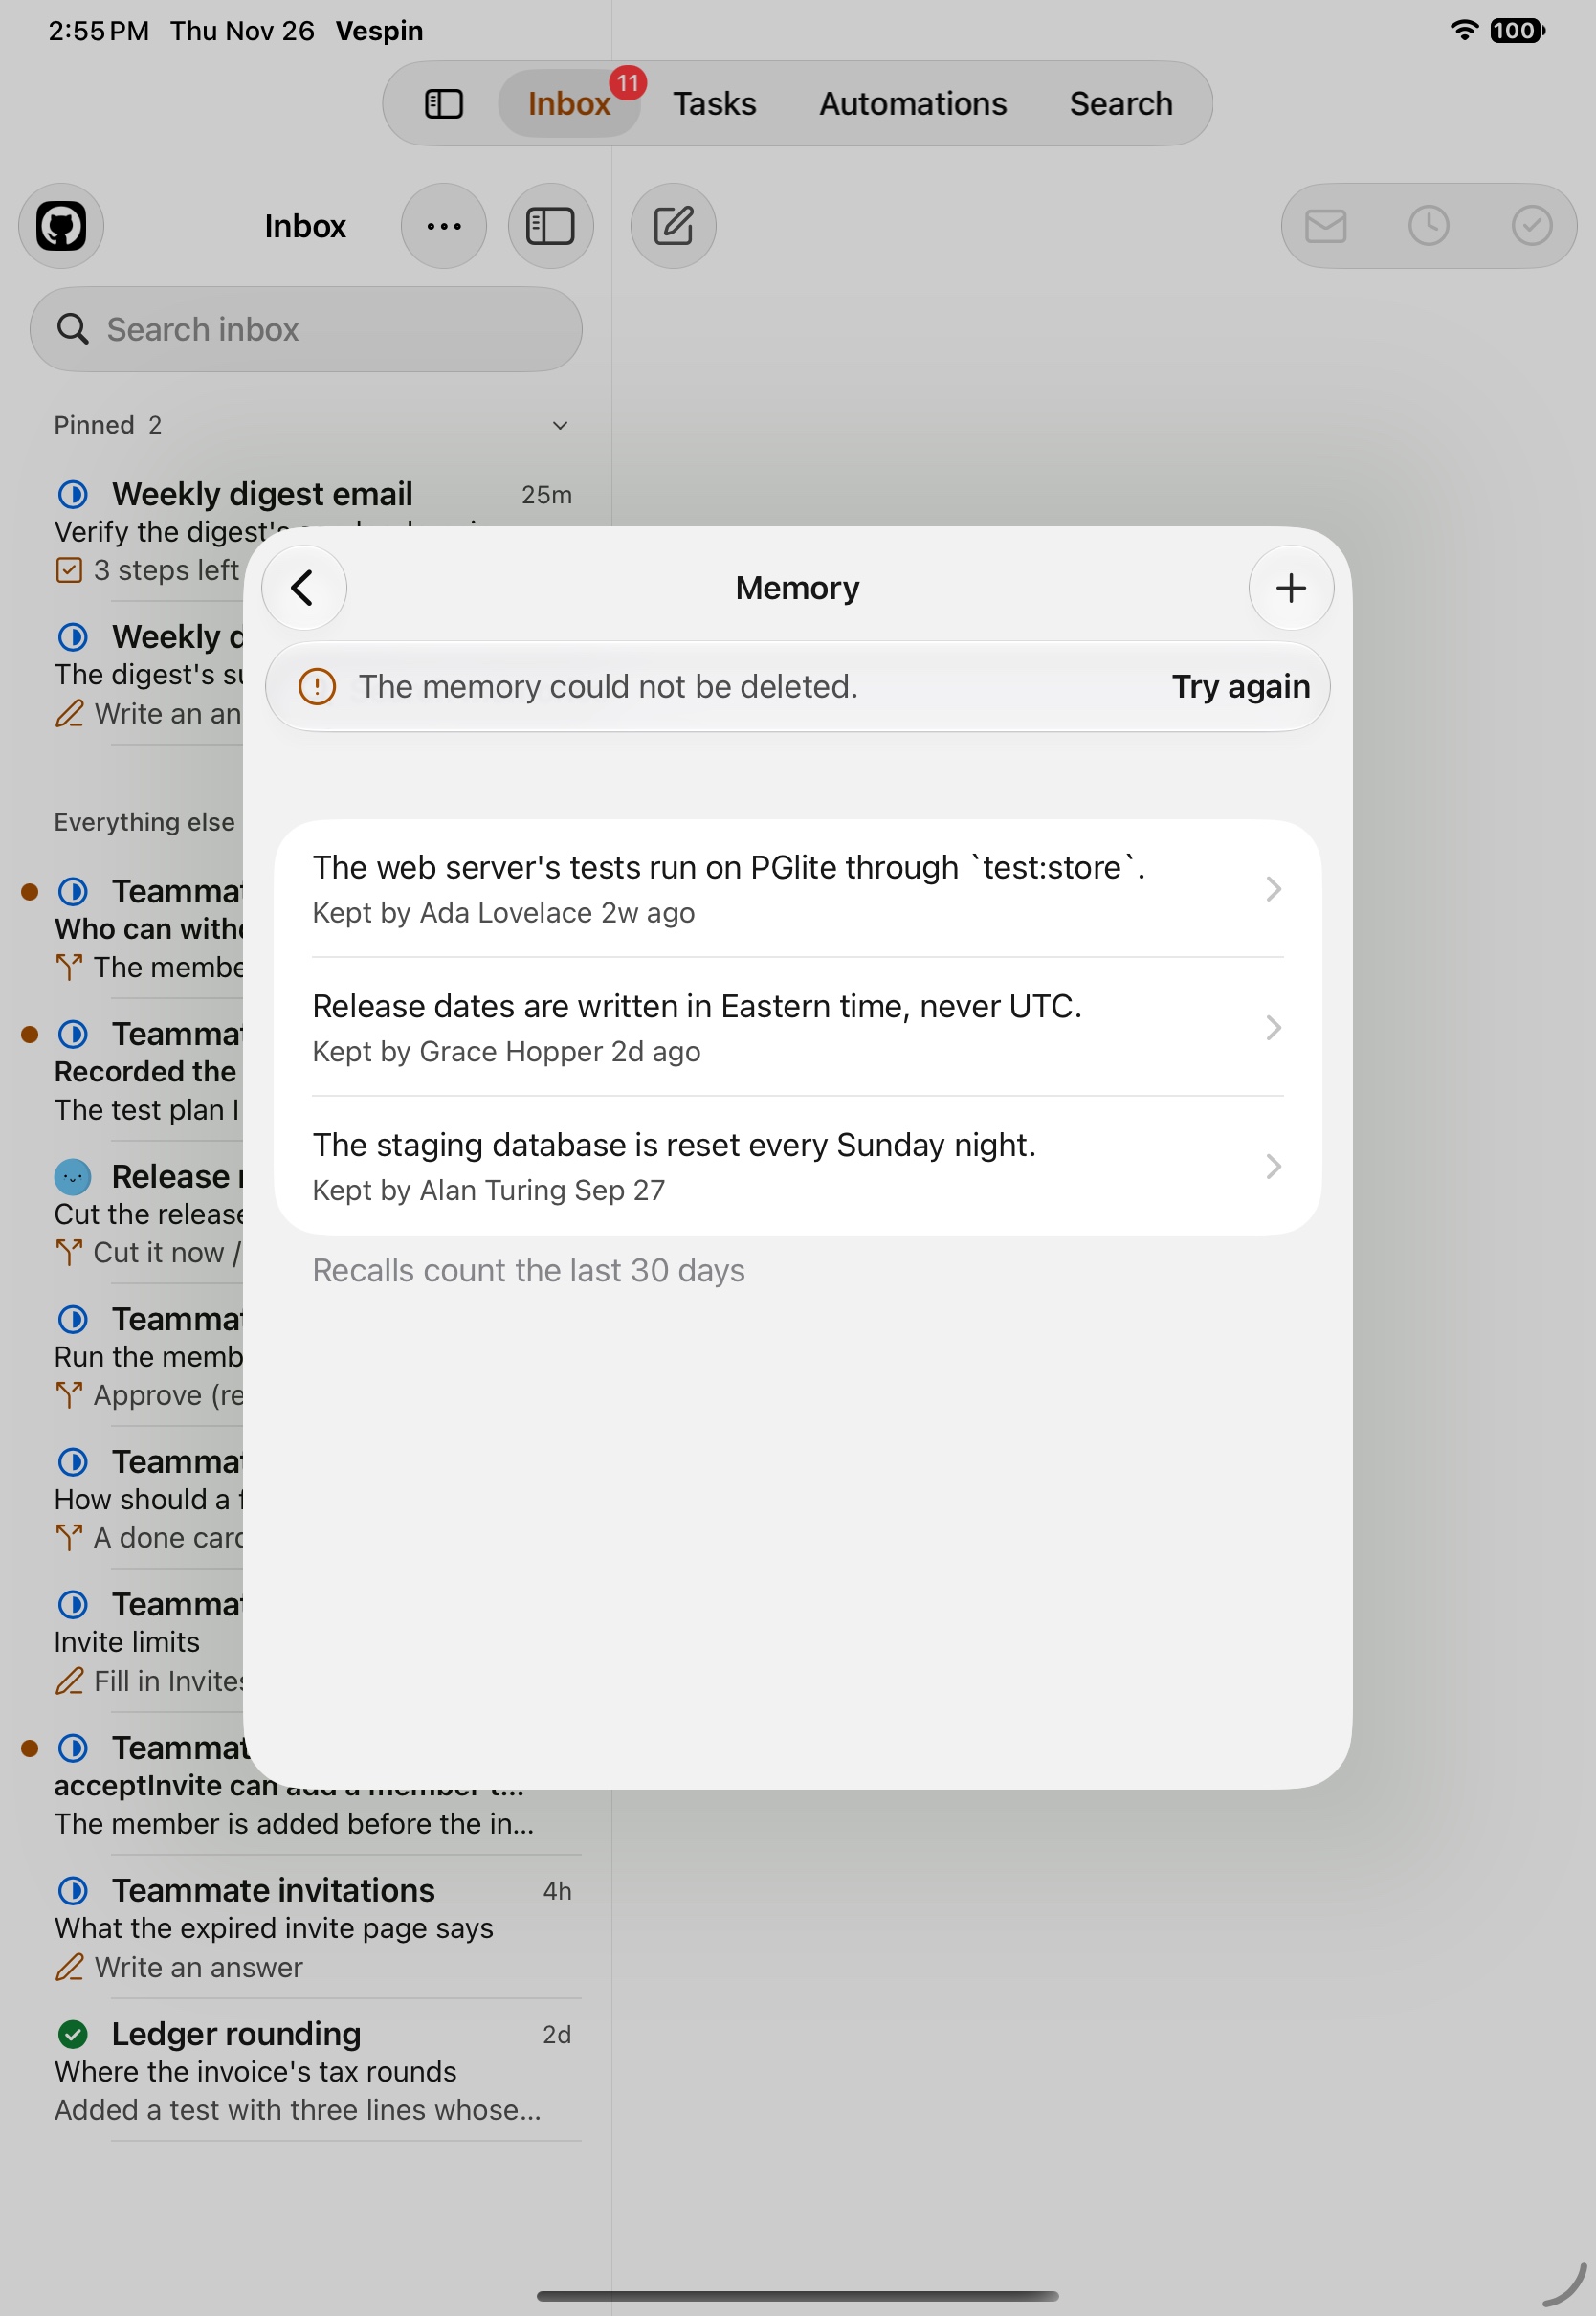 2:55 PM Thu Nov 26 Vespin
100
Inbox 11 Tasks Automations Search
Inbox
Search inbox
Pinned 2
Weekly digest email 25m
Verify the digest's
3 steps left
Weekly
The digest's
Write an an
Everything else
Who can
The membe
Recorded the
The test plan I
Release
Cut the release
Cut it now /
Run the memb
Approve (re
How should a
A done card
Invite limits
Fill in Invites
acceptInvite can add a member t...
The member is added before the in...
Teammate invitations 4h
What the expired invite page says
Write an answer
Ledger rounding 2d
Where the invoice's tax rounds
Added a test with three lines whose...
Memory
The memory could not be deleted. Try again
The web server's tests run on PGlite through `test:store`.
Kept by Ada Lovelace 2w ago
Release dates are written in Eastern time, never UTC.
Kept by Grace Hopper 2d ago
The staging database is reset every Sunday night.
Kept by Alan Turing Sep 27
Recalls count the last 30 days